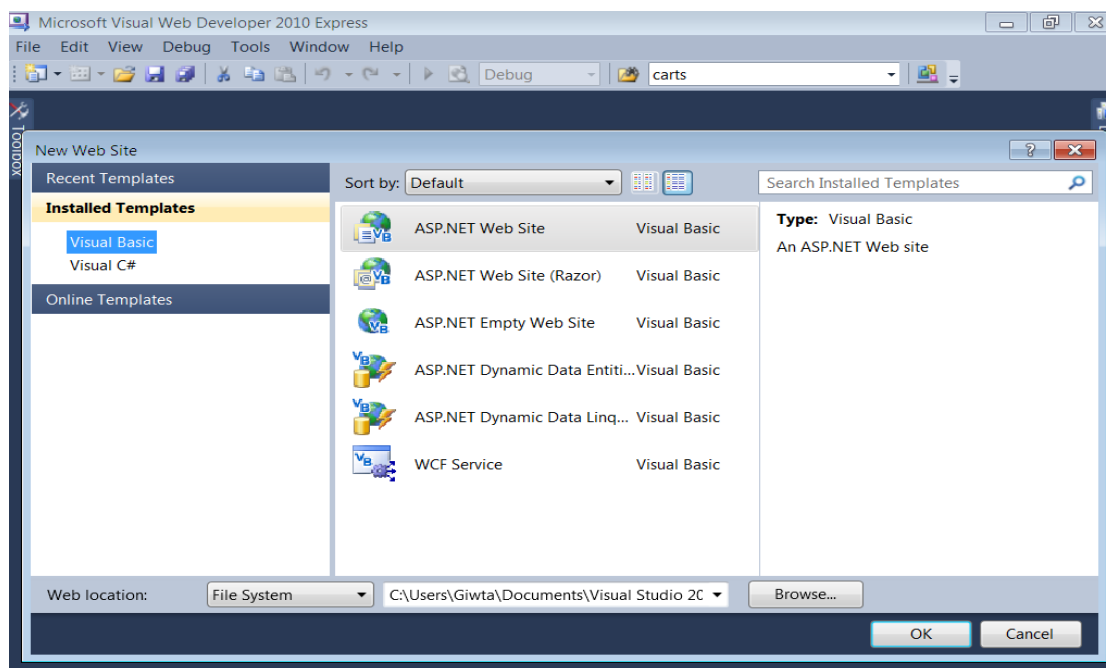 Microsoft Visual Web Developer 2010 Express
File Edit View Debug Tools Window Help
Debug carts
Toolbox
New Web Site
Recent Templates
Installed Templates
Visual Basic
Visual C#
Online Templates
Sort by: Default
Search Installed Templates
ASP.NET Web Site Visual Basic
ASP.NET Web Site (Razor) Visual Basic
ASP.NET Empty Web Site Visual Basic
ASP.NET Dynamic Data Entiti... Visual Basic
ASP.NET Dynamic Data Linq... Visual Basic
WCF Service Visual Basic
Type: Visual Basic
An ASP.NET Web site
Web location: File System C:\Users\Giwta\Documents\Visual Studio 20 Browse...
OK Cancel